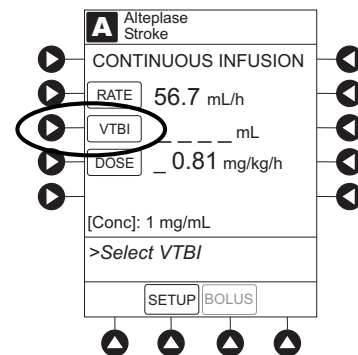 A Alteplase
Stroke
CONTINUOUS INFUSION
RATE 56.7 mL/h
VTBI _ _ _ _ mL
DOSE _ 0.81 mg/kg/h
[Conc]: 1 mg/mL
>Select VTBI
SETUP BOLUS